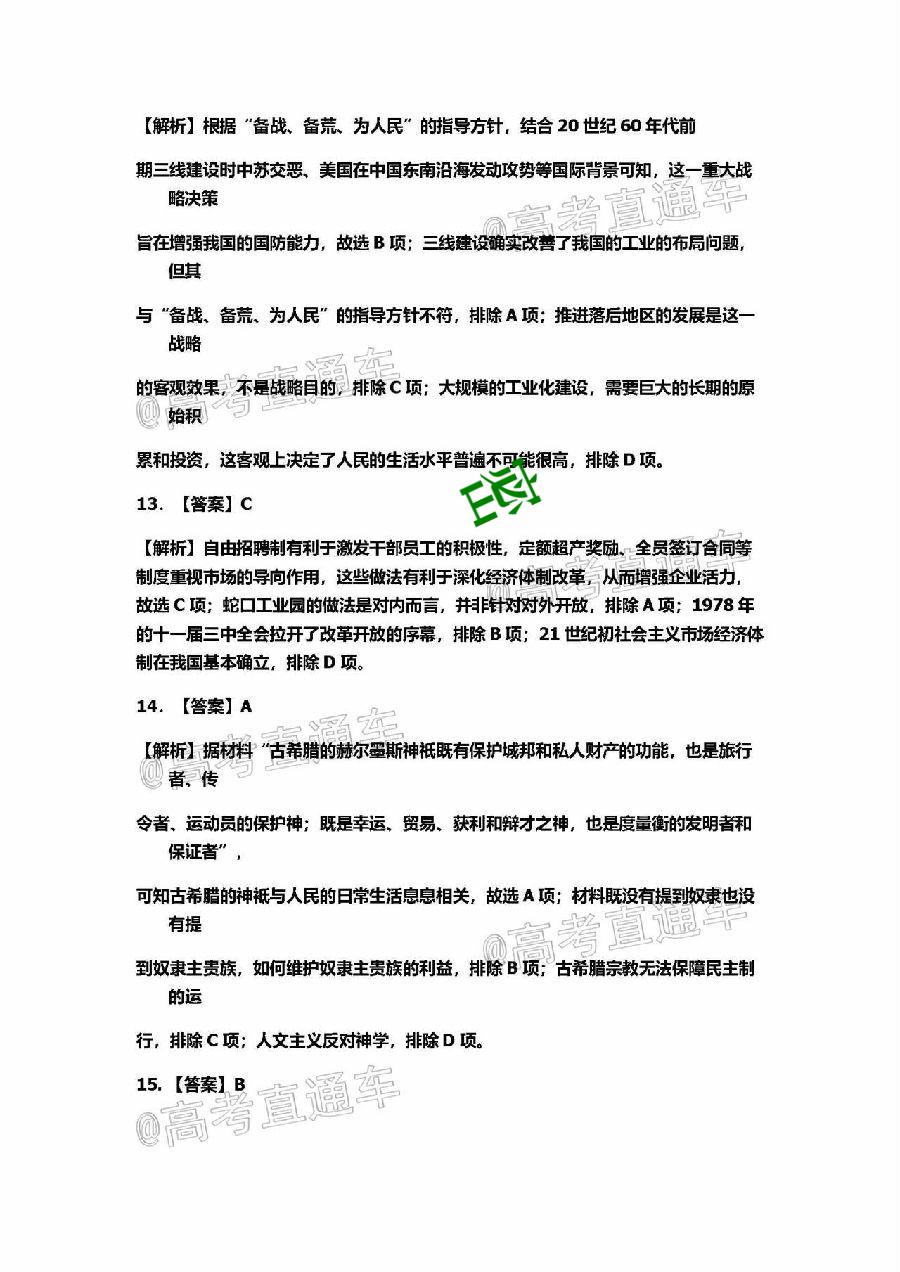 【解析】根据“备战、备荒、为人民”的指导方针，结合 20 世纪 60 年代前
期三线建设时中苏交恶、美国在中国东南沿海发动攻势等国际背景可知，这一重大战
略决策
@高考直通车
旨在增强我国的国防能力，故选 B 项；三线建设确实改善了我国的工业的布局问题，
但其
与“备战、备荒、为人民”的指导方针不符，排除 A 项；推进落后地区的发展是这一
战略
的客观效果，不是战略目的，排除 C 项；大规模的工业化建设，需要巨大的长期的原
始积
@高考直通车
累和投资，这客观上决定了人民的生活水平普遍不可能很高，排除 D 项。
13. 【答案】C
【解析】自由招聘制有利于激发干部员工的积极性，定额超产奖励、全员签订合同等
制度重视市场的导向作用，这些做法有利于深化经济体制改革，从而增强企业活力，
@高考直通车
故选 C 项；蛇口工业园的做法是对内而言，并非针对对外开放，排除 A 项；1978 年
的十一届三中全会拉开了改革开放的序幕，排除 B 项；21 世纪初社会主义市场经济体
制在我国基本确立，排除 D 项。
14. 【答案】A
【解析】据材料“古希腊的赫尔墨斯神祇既有保护城邦和私人财产的功能，也是旅行
者、传
@高考直通车
令者、运动员的保护神；既是幸运、贸易、获利和辩才之神，也是度量衡的发明者和
保证者”，
可知古希腊的神祇与人民的日常生活息息相关，故选 A 项；材料既没有提到奴隶也没
有提
@高考直通车
到奴隶主贵族，如何维护奴隶主贵族的利益，排除 B 项；古希腊宗教无法保障民主制
的运
行，排除 C 项；人文主义反对神学，排除 D 项。
15. 【答案】B
@高考直通车